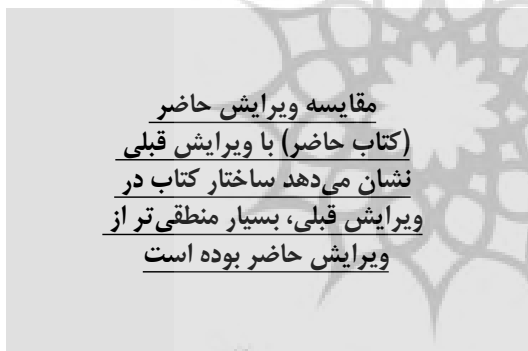 مقایسه ویرایش حاضر
(کتاب حاضر) با ویرایش قبلی
نشان می‌دهد ساختار کتاب در
ویرایش قبلی، بسیار منطقی‌تر از
ویرایش حاضر بوده است